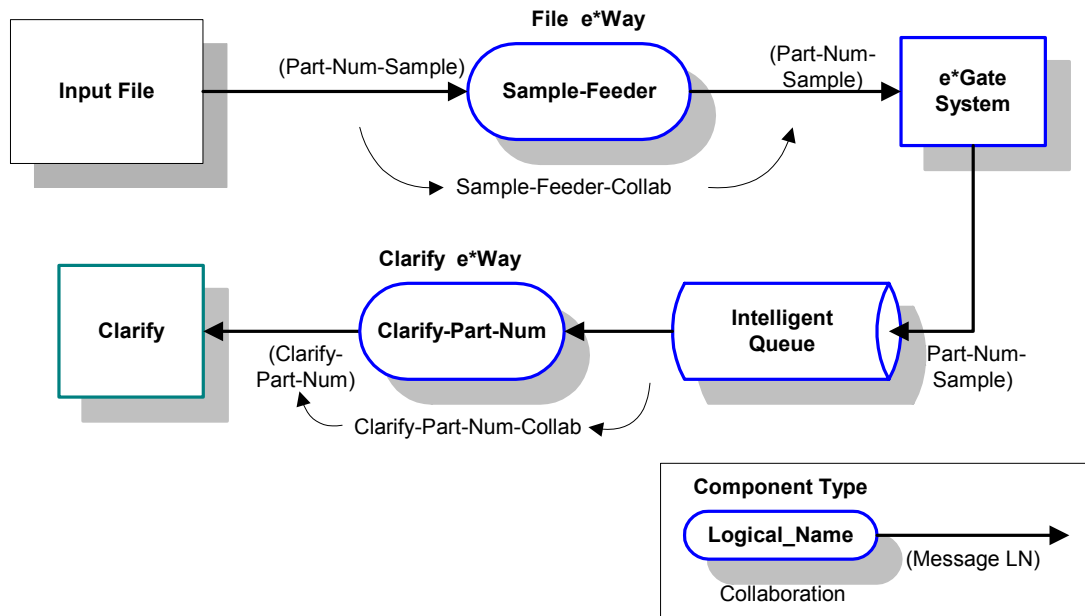 File e*Way
Input File
(Part-Num-Sample)
Sample-Feeder
(Part-Num-
Sample)
e*Gate
System
Sample-Feeder-Collab
Clarify e*Way
Clarify
(Clarify-
Part-Num)
Clarify-Part-Num
Intelligent
Queue
Part-Num-
Sample)
Clarify-Part-Num-Collab
Component Type
Logical_Name
(Message LN)
Collaboration